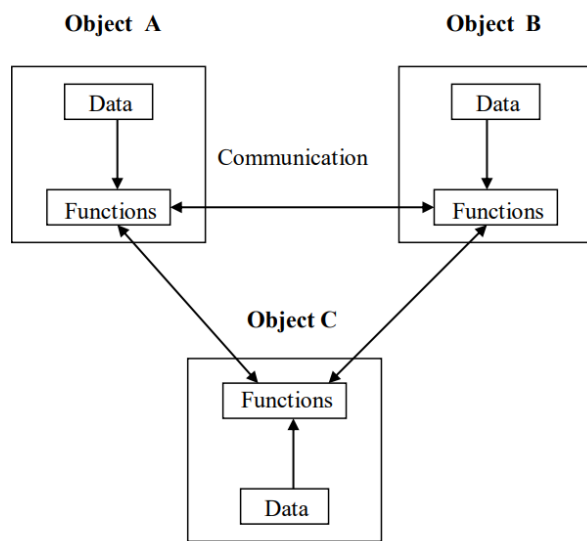 Object A
Object B
Data
Data
Communication
Functions
Functions
Object C
Functions
Data